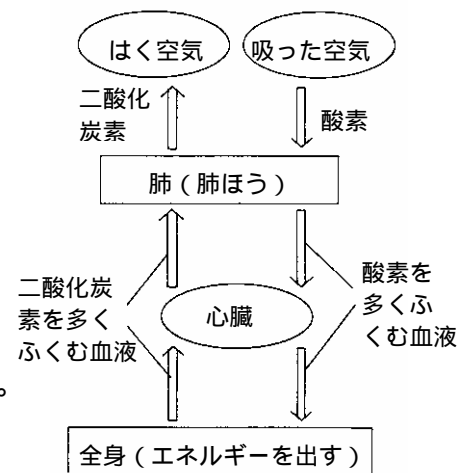 はく空気
吸った空気
二酸化
炭素
酸素
肺（肺ほう）
二酸化炭
素を多く
ふくむ血液
心臓
酸素を
多くふ
くむ血液
。
全身（エネルギーを出す）